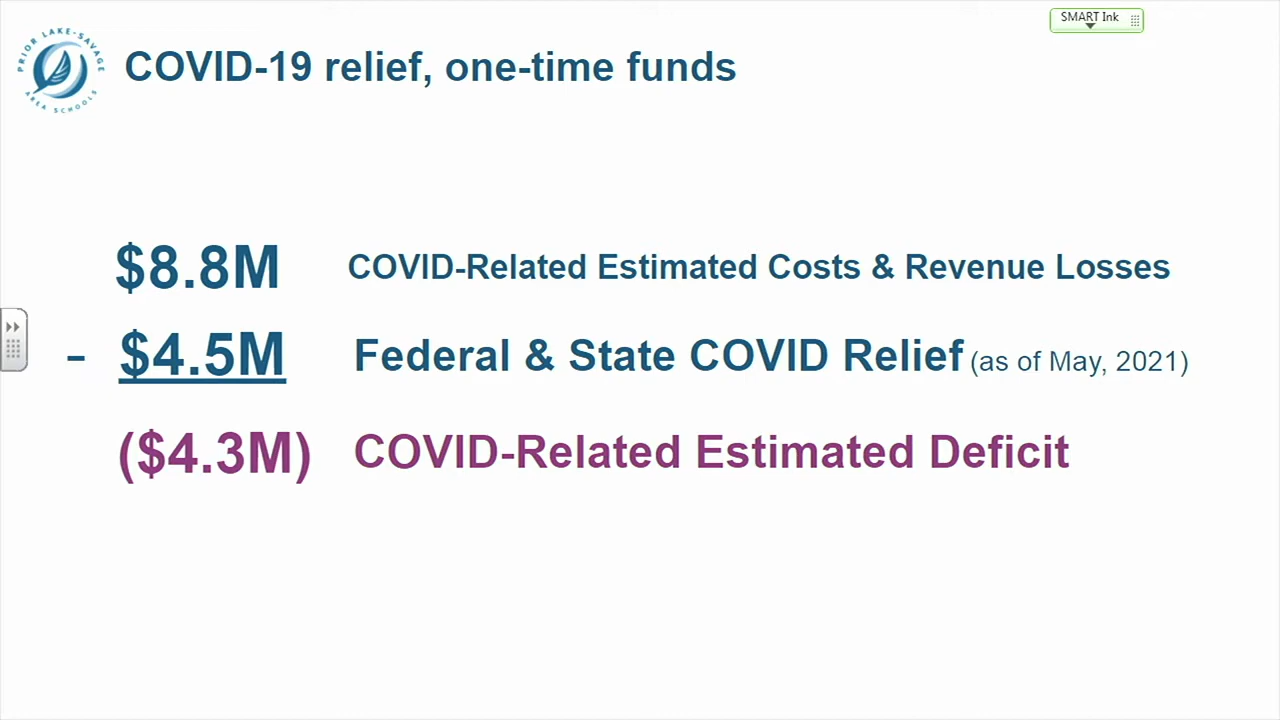 SMART Ink
PRIOR LAKE-SAVAGE
AREA SCHOOLS
COVID-19 relief, one-time funds
$8.8M COVID-Related Estimated Costs & Revenue Losses
- $4.5M Federal & State COVID Relief (as of May, 2021)
($4.3M) COVID-Related Estimated Deficit